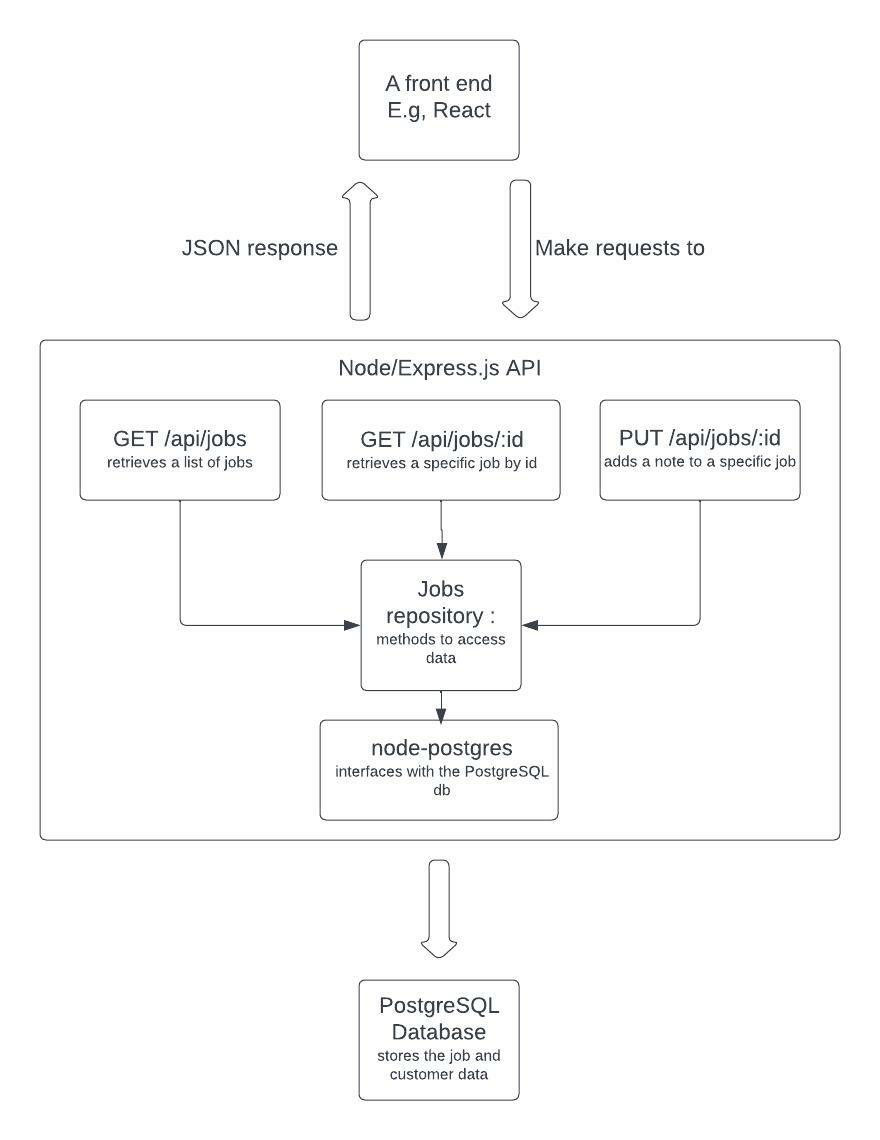 A front end
E.g, React
JSON response
Make requests to
Node/Express.js API
GET /api/jobs
retrieves a list of jobs
GET /api/jobs/:id
retrieves a specific job by id
PUT /api/jobs/:id
adds a note to a specific job
Jobs
repository :
methods to access
data
node-postgres
interfaces with the PostgreSQL
db
PostgreSQL
Database
stores the job and
customer data